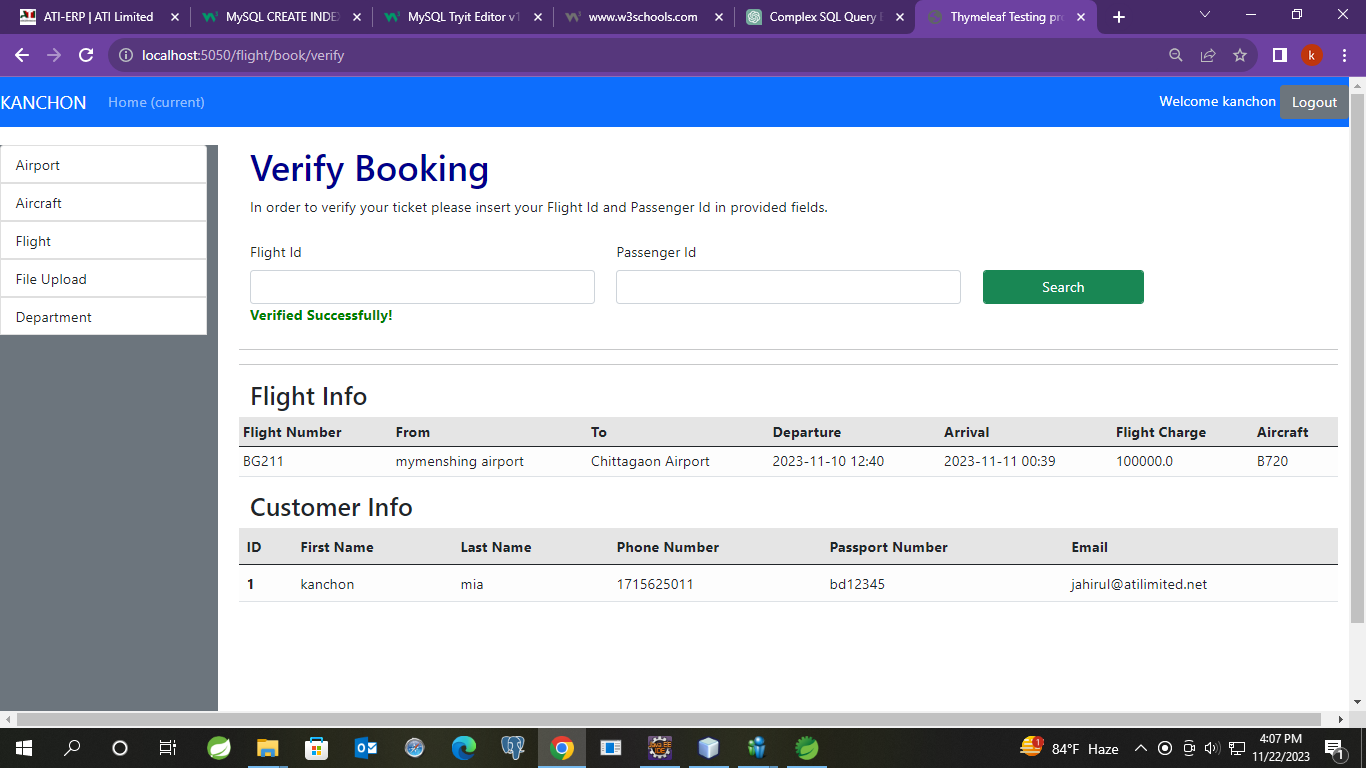 ATI-ERP | ATI Limited
MySQL CREATE INDEX
MySQL Tryit Editor v1
www.w3schools.com
Complex SQL Query E
Thymeleaf Testing pro
localhost:5050/flight/book/verify
k
KANCHON Home (current) Welcome kanchon Logout
Airport
Aircraft
Flight
File Upload
Department
Verify Booking
In order to verify your ticket please insert your Flight Id and Passenger Id in provided fields.
Flight Id Passenger Id
Search
Verified Successfully!
Flight Info
Flight Number From To Departure Arrival Flight Charge Aircraft
BG211 mymenshing airport Chittagaon Airport 2023-11-10 12:40 2023-11-11 00:39 100000.0 B720
Customer Info
ID First Name Last Name Phone Number Passport Number Email
1 kanchon mia 1715625011 bd12345 jahirul@atilimited.net
84°F Haze
4:07 PM
11/22/2023
1